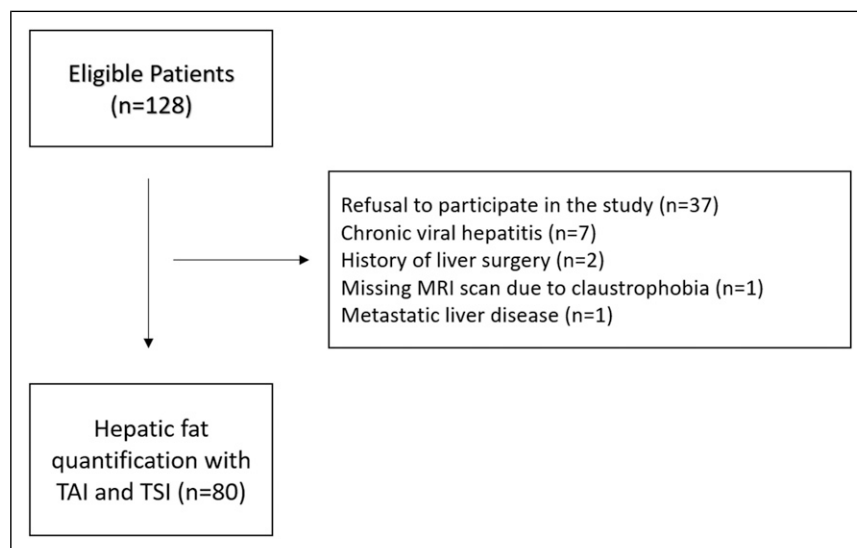 Eligible Patients
(n=128)
Refusal to participate in the study (n=37)
Chronic viral hepatitis (n=7)
History of liver surgery (n=2)
Missing MRI scan due to claustrophobia (n=1)
Metastatic liver disease (n=1)
Hepatic fat
quantification with
TAI and TSI (n=80)